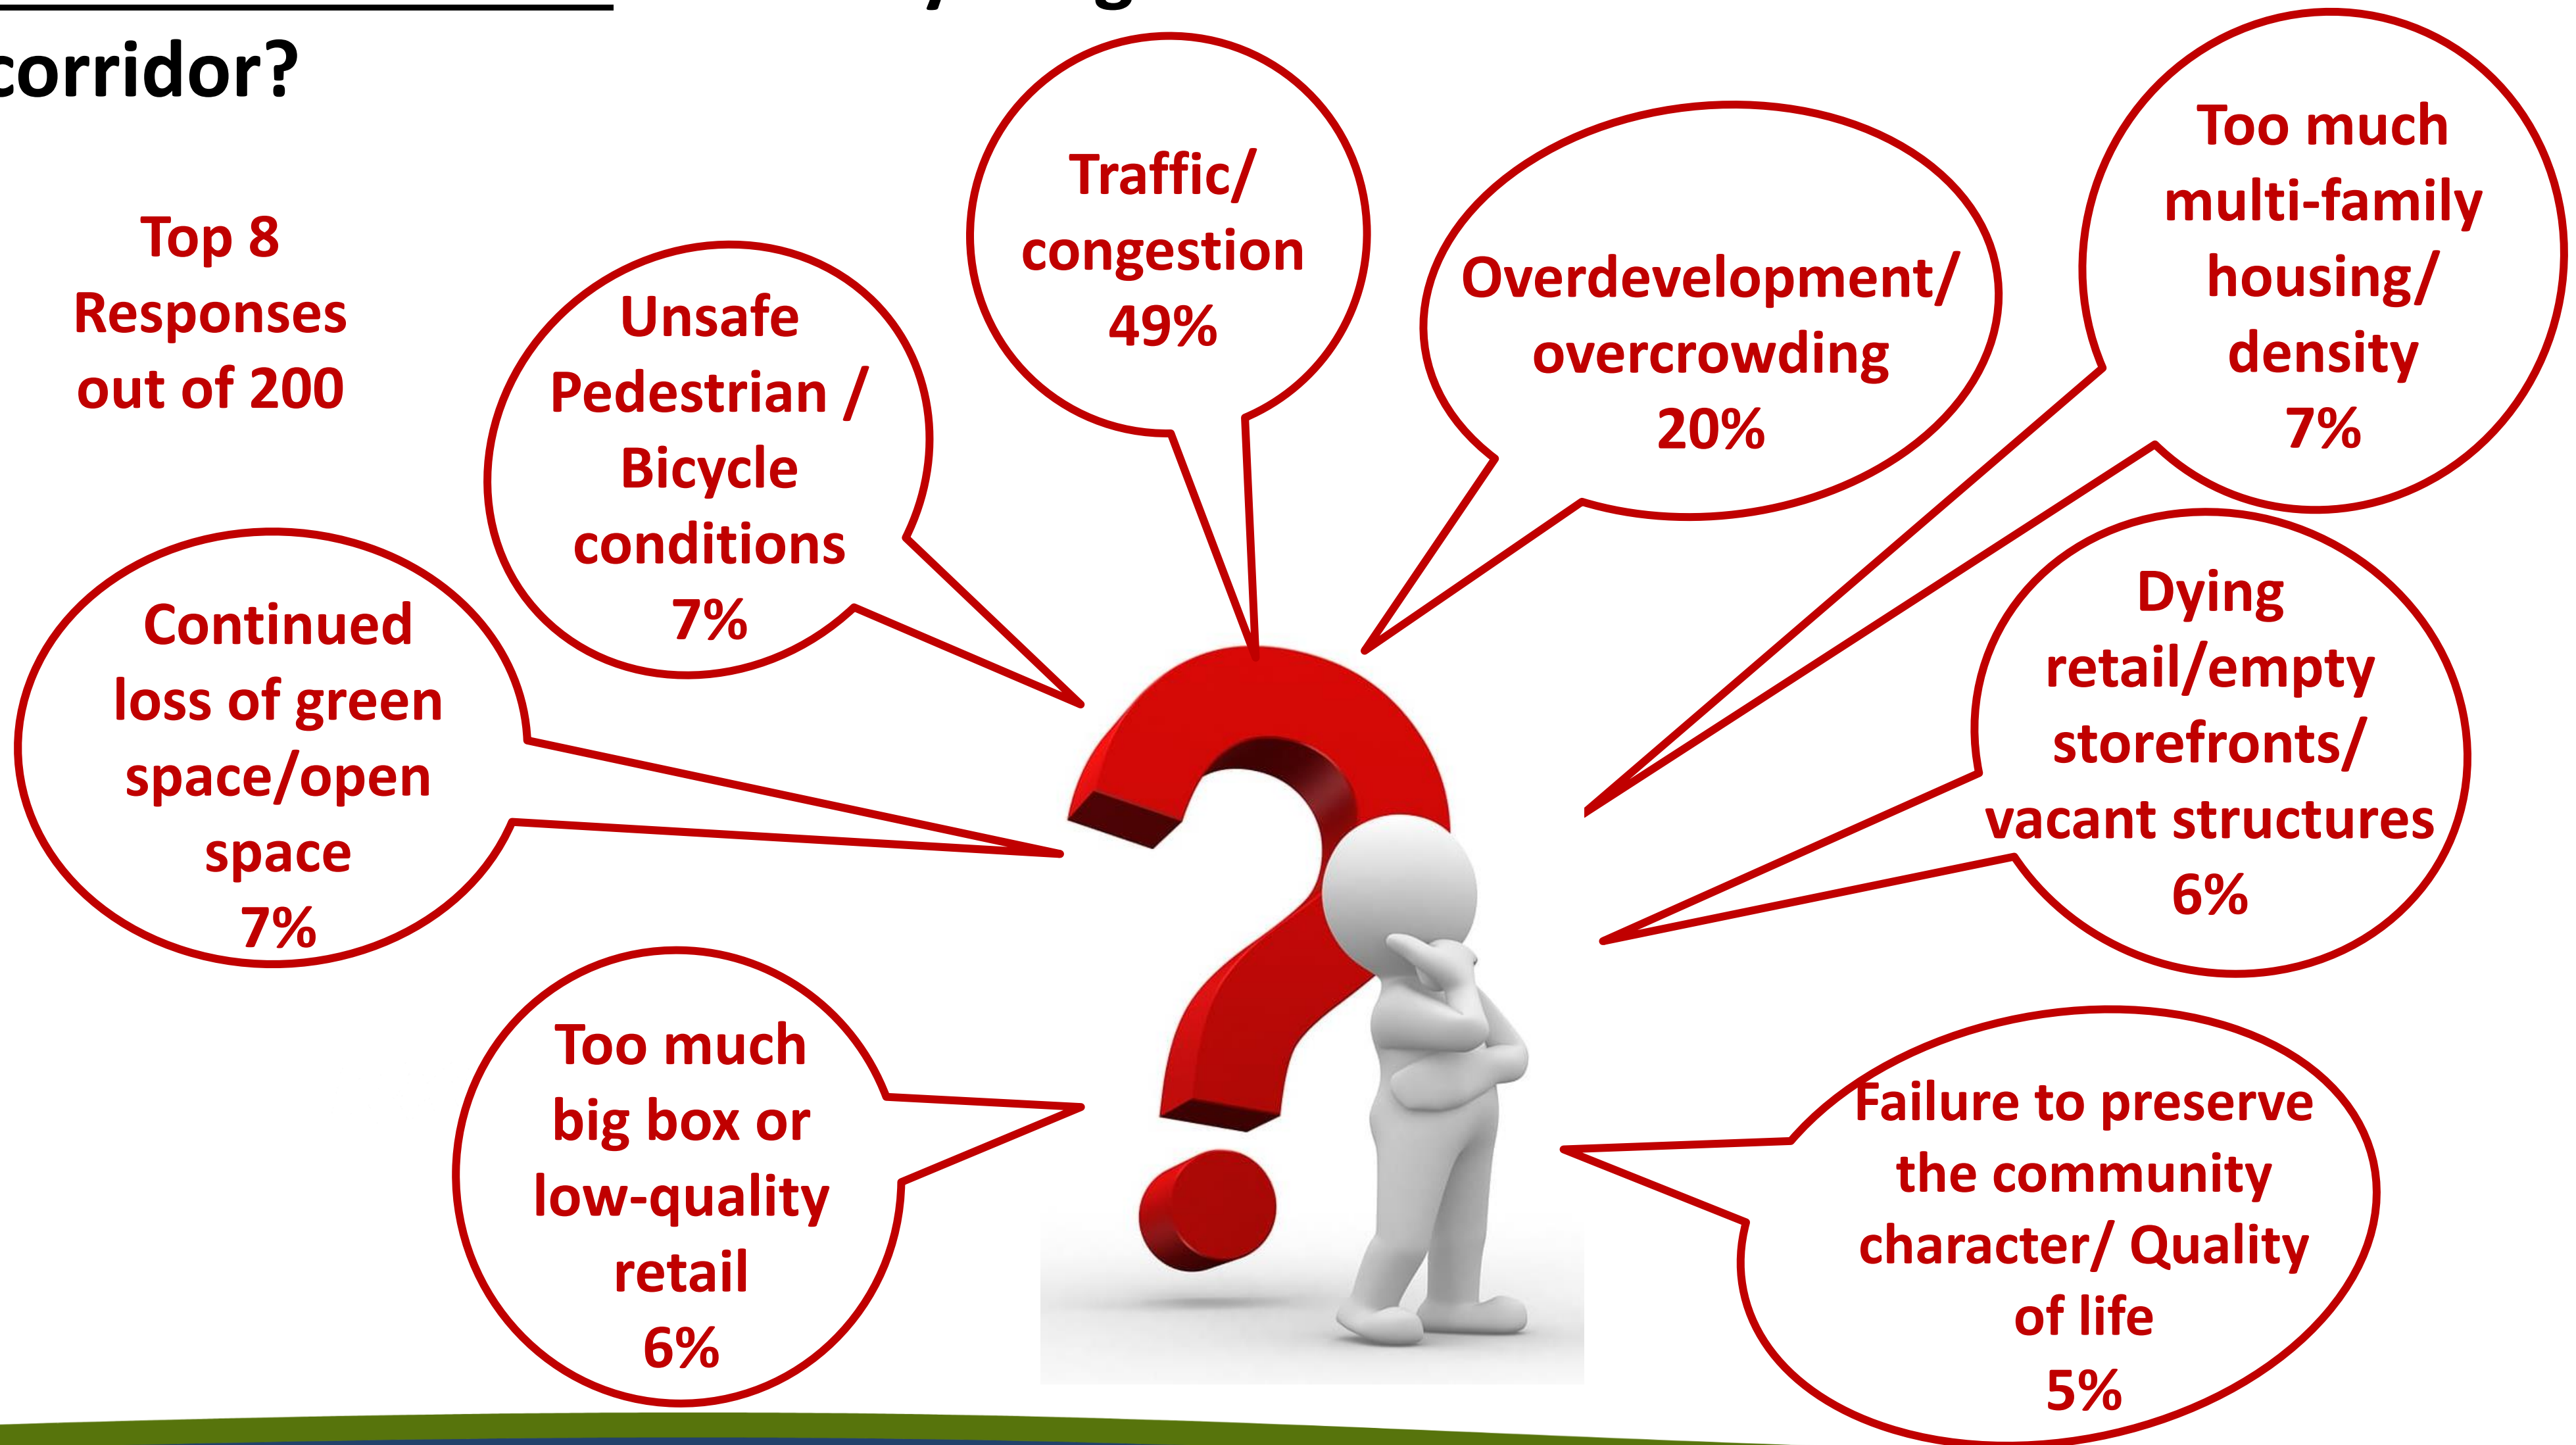 corridor?
Top 8
Responses
out of 200
Traffic/
congestion
49%
Overdevelopment/
overcrowding
20%
Too much
multi-family
housing/
density
7%
Unsafe
Pedestrian /
Bicycle
conditions
7%
Continued
loss of green
space/open
space
7%
Dying
retail/empty
storefronts/
vacant structures
6%
Too much
big box or
low-quality
retail
6%
Failure to preserve
the community
character/ Quality
of life
5%